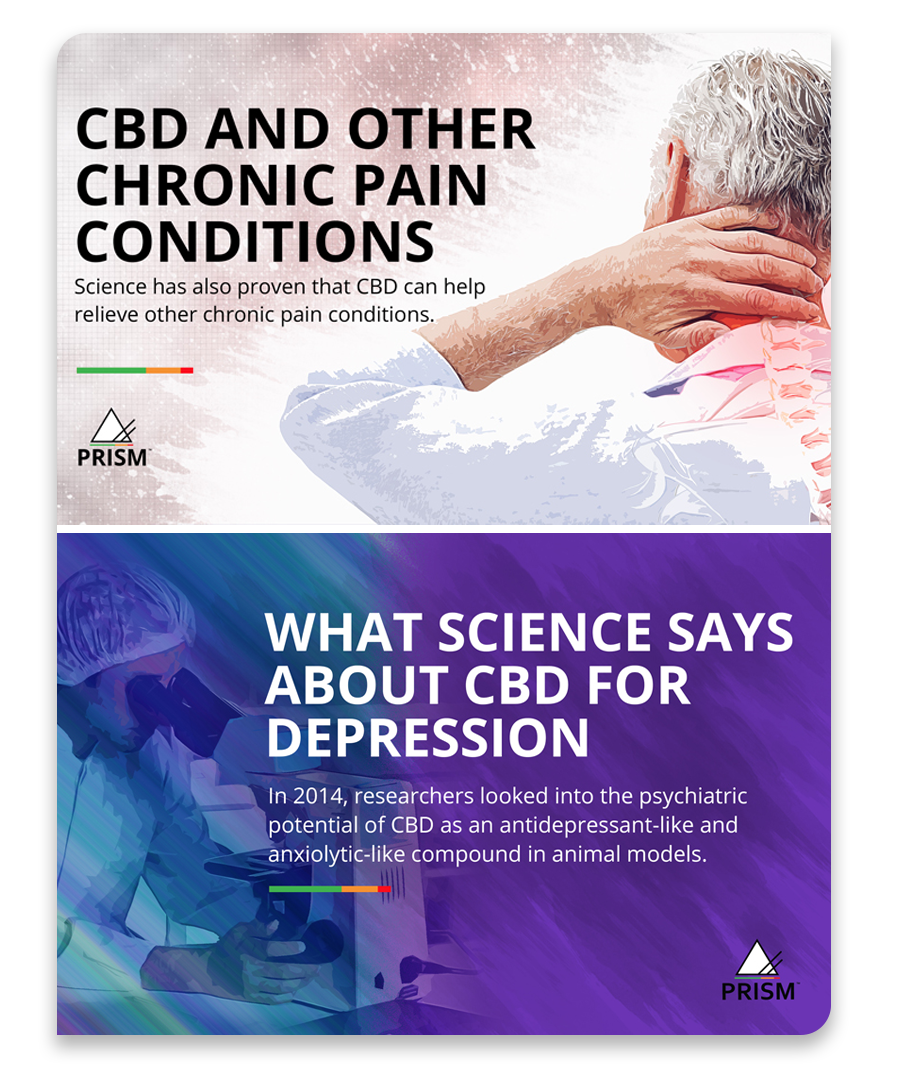 CBD AND OTHER
CHRONIC PAIN
CONDITIONS
Science has also proven that CBD can help
relieve other chronic pain conditions.
PRISM
WHAT SCIENCE SAYS
ABOUT CBD FOR
DEPRESSION
In 2014, researchers looked into the psychiatric
potential of CBD as an antidepressant-like and
anxiolytic-like compound in animal models.
PRISM